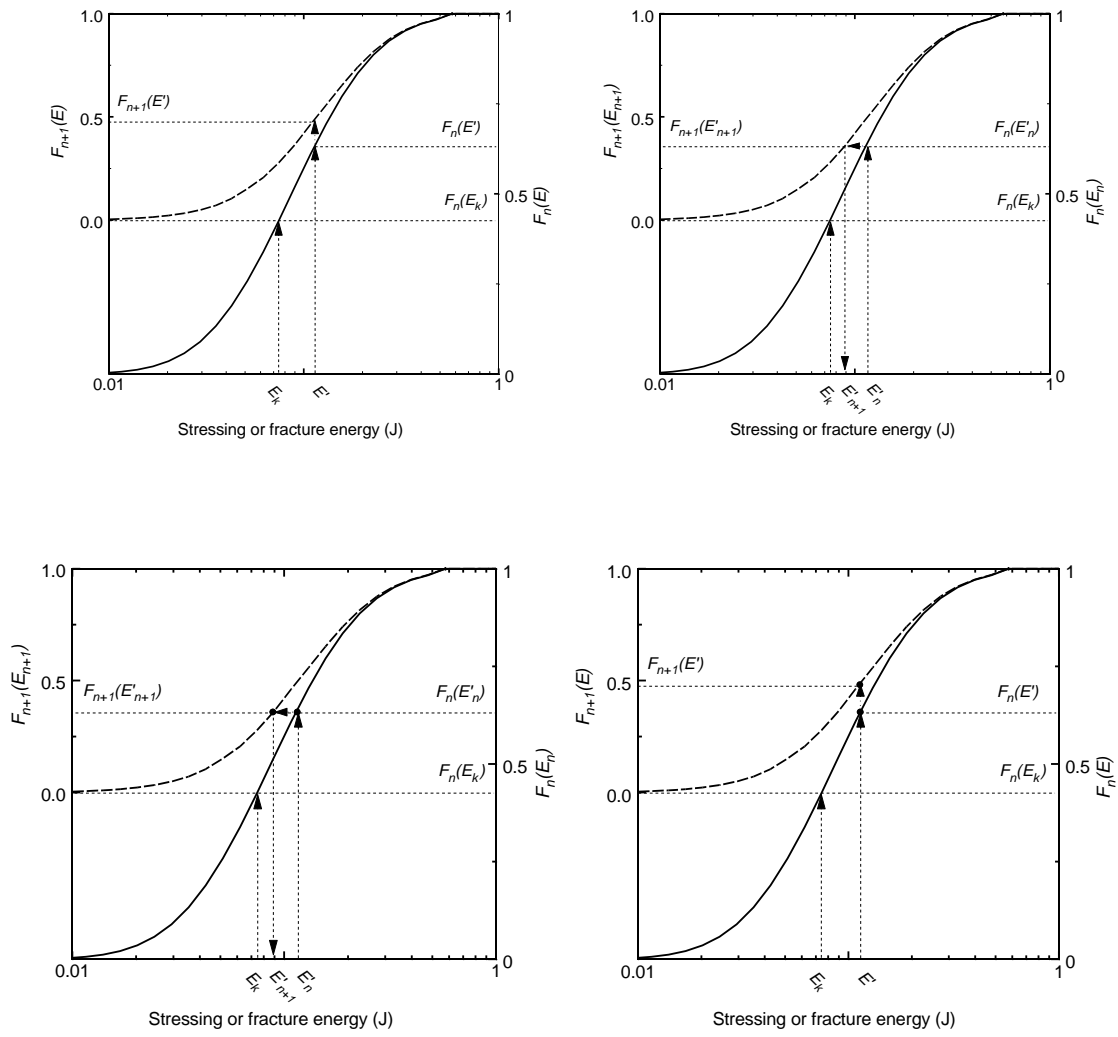 1.0
1
F_{n+1}(E')
F_n(E')
0.5
F_{n+1}(E)
F_n(E_k)
0.5
F_n(E)
0.0
0
0.01
E_k
E'
1
Stressing or fracture energy (J)
1.0
1
F_{n+1}(E'_{n+1})
F_n(E'_n)
0.5
F_{n+1}(E_{n+1})
F_n(E_k)
0.5
F_n(E_n)
0.0
0
0.01
E_k
E'_{n+1}
E'_n
1
Stressing or fracture energy (J)
1.0
1
F_{n+1}(E'_{n+1})
F_n(E'_n)
0.5
F_{n+1}(E_{n+1})
F_n(E_k)
0.5
F_n(E_n)
0.0
0
0.01
E_k
E'_{n+1}
E'_n
1
Stressing or fracture energy (J)
1.0
1
F_{n+1}(E')
F_n(E')
0.5
F_{n+1}(E)
F_n(E_k)
0.5
F_n(E)
0.0
0
0.01
E_k
E'
1
Stressing or fracture energy (J)